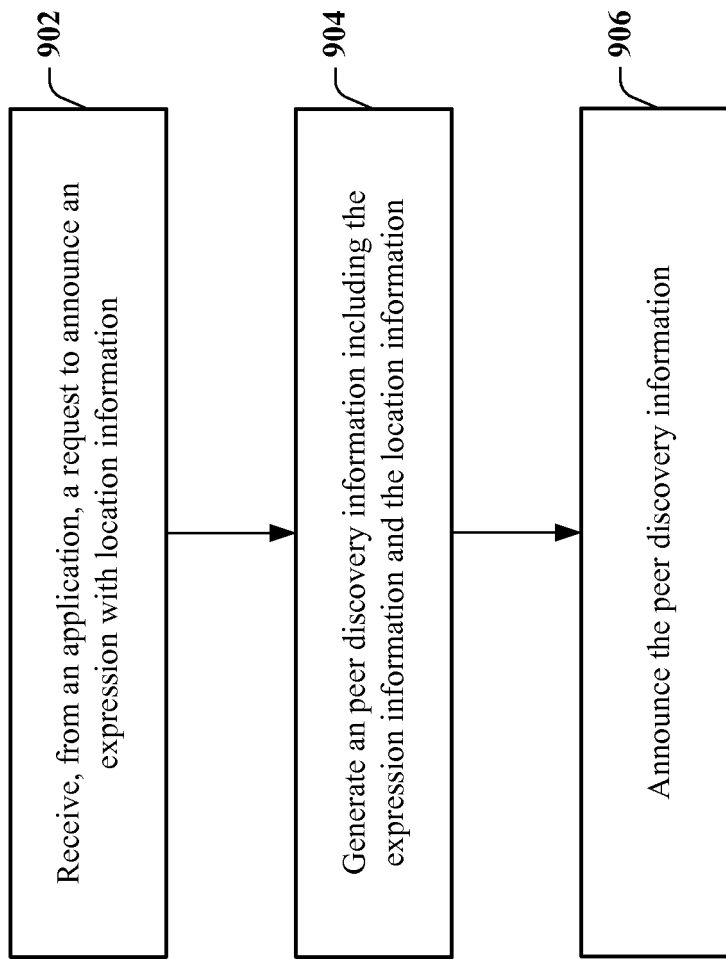 902
Receive, from an application, a request to announce an
expression with location information
904
Generate an peer discovery information including the
expression information and the location information
906
Announce the peer discovery information